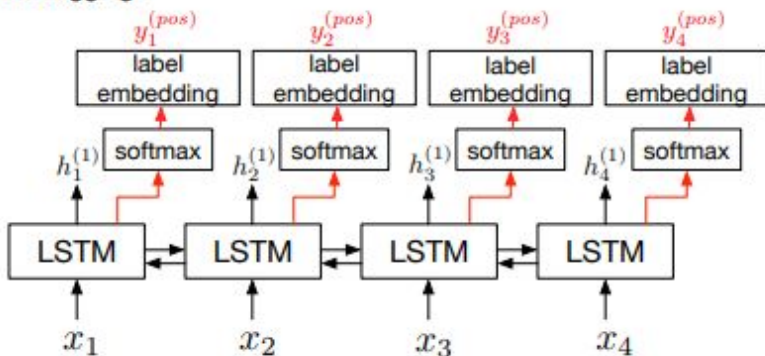 y_1^{(pos)} y_2^{(pos)} y_3^{(pos)} y_4^{(pos)}
label embedding label embedding label embedding label embedding
h_1^{(1)} softmax h_2^{(1)} softmax h_3^{(1)} softmax h_4^{(1)} softmax
LSTM LSTM LSTM LSTM
x_1 x_2 x_3 x_4